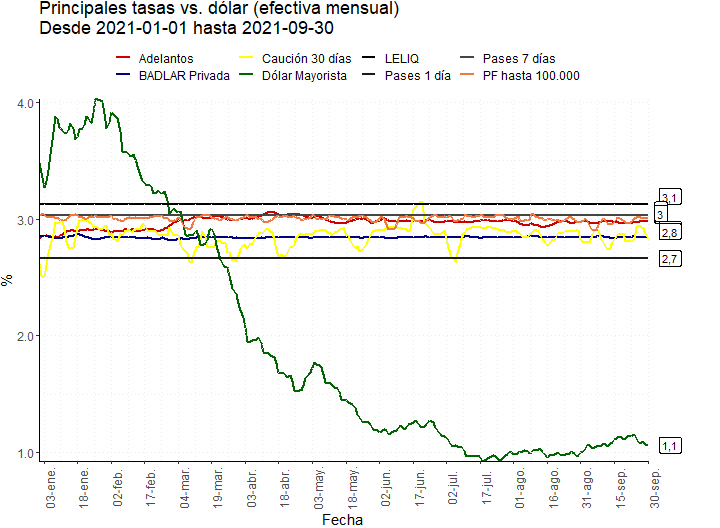 Principales tasas vs. dólar (efectiva mensual)
Desde 2021-01-01 hasta 2021-09-30
Adelantos Caución 30 días LELIQ Pases 7 días
BADLAR Privada Dólar Mayorista Pases 1 día PF hasta 100.000
4.0
3.0
2.0
1.0
%
3,1
3
2,8
2,7
1,1
03-ene. 18-ene. 02-feb. 17-feb. 04-mar. 19-mar. 03-abr. 18-abr. 03-may. 18-may. 02-jun. 17-jun. 02-jul. 17-jul. 01-ago. 16-ago. 31-ago. 15-sep. 30-sep.
Fecha